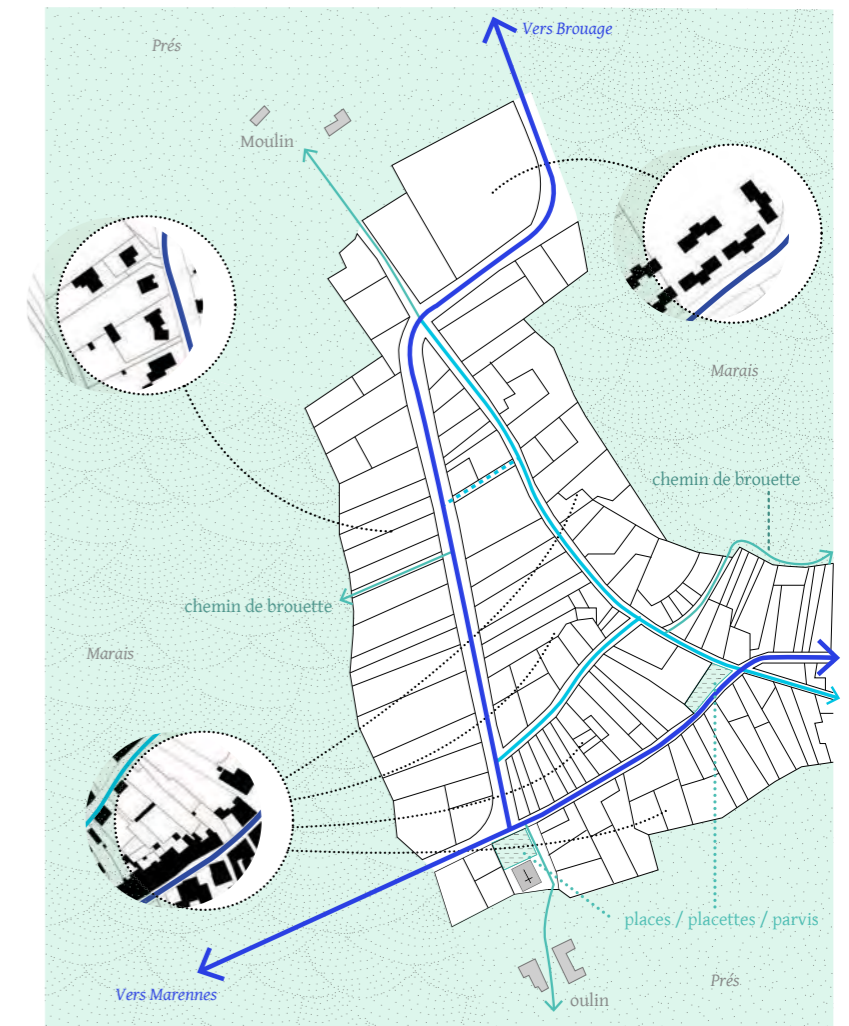 Vers Brouage
Prés
Moulin
Marais
chemin de brouette
chemin de brouette
Marais
places / placettes / parvis
Prés
Vers Marennes
oulin